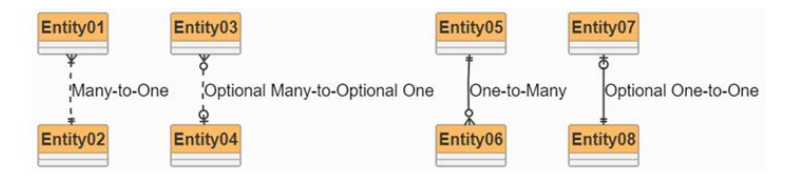 Entity01 Entity03 Entity05 Entity07
Many-to-One Optional Many-to-Optional One One-to-Many Optional One-to-One
Entity02 Entity04 Entity06 Entity08